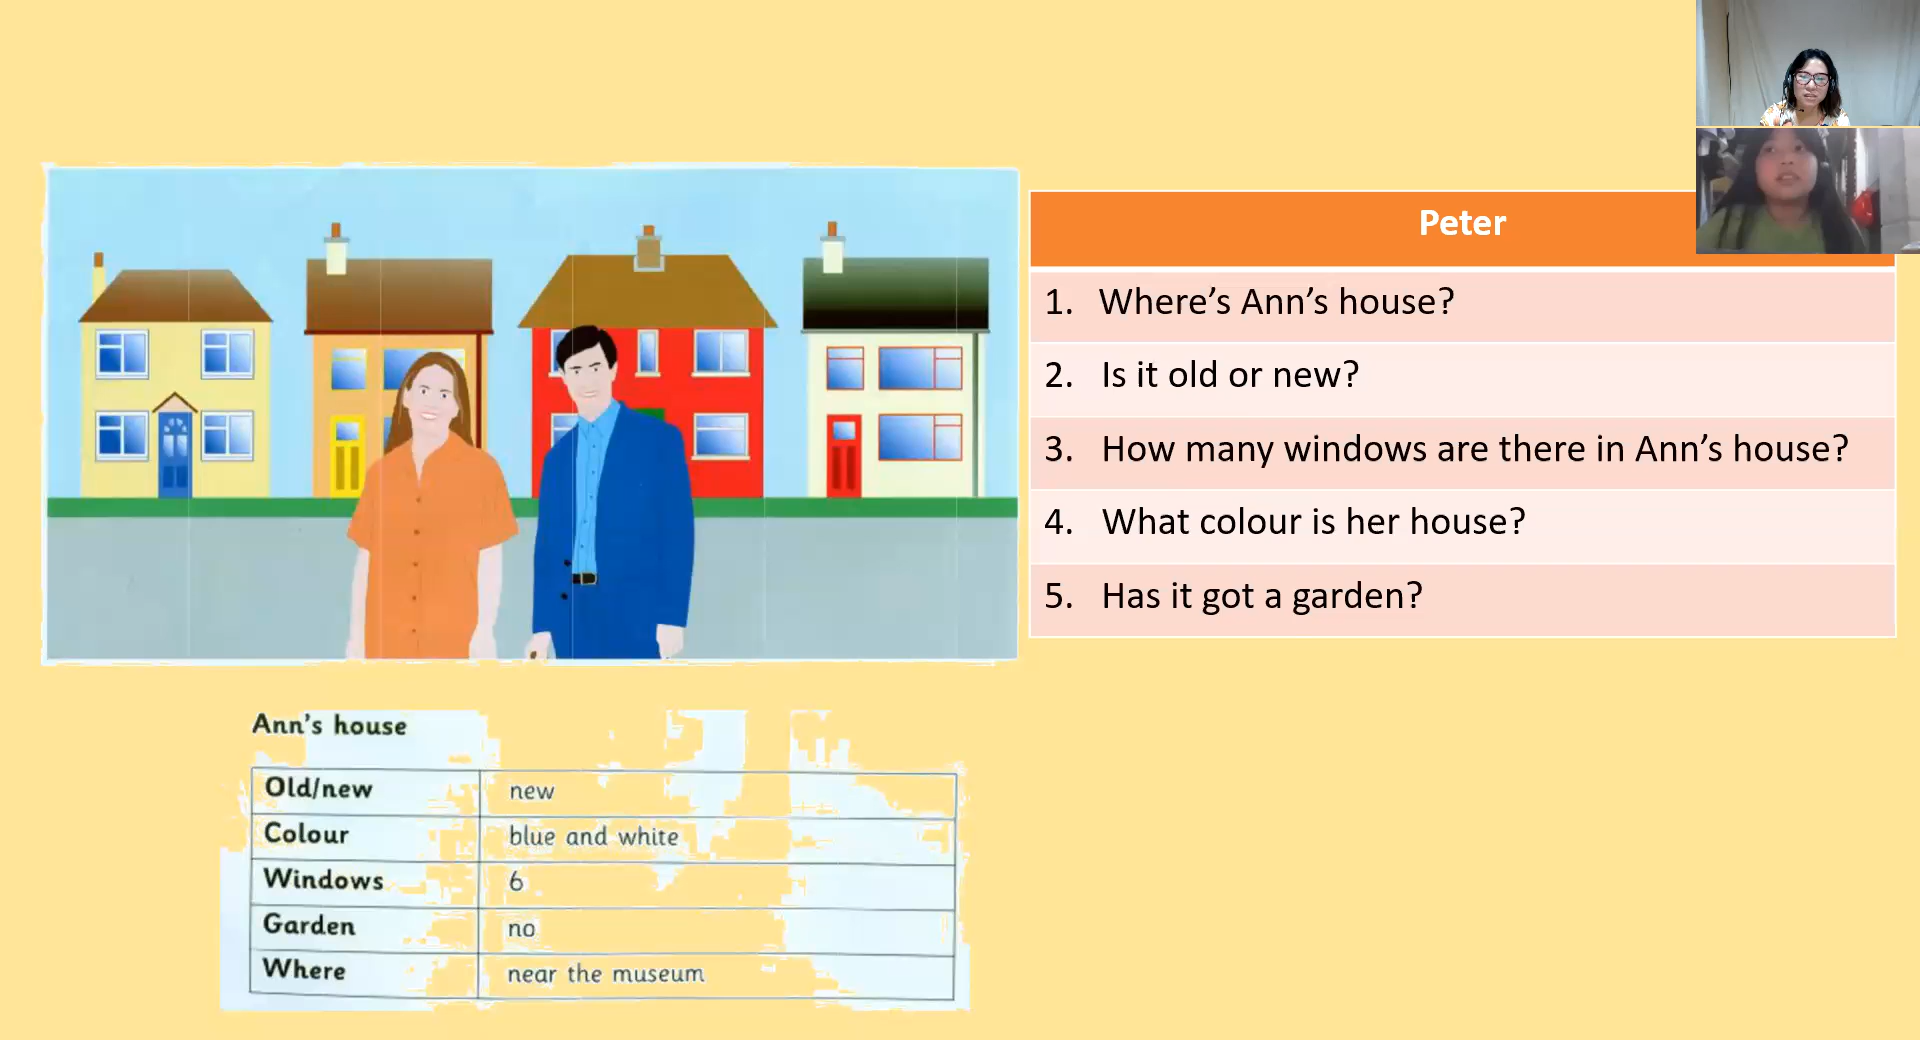 Peter
1. Where’s Ann’s house?
2. Is it old or new?
3. How many windows are there in Ann’s house?
4. What colour is her house?
5. Has it got a garden?
Ann’s house
Old/new new
Colour blue and white
Windows 6
Garden no
Where near the museum